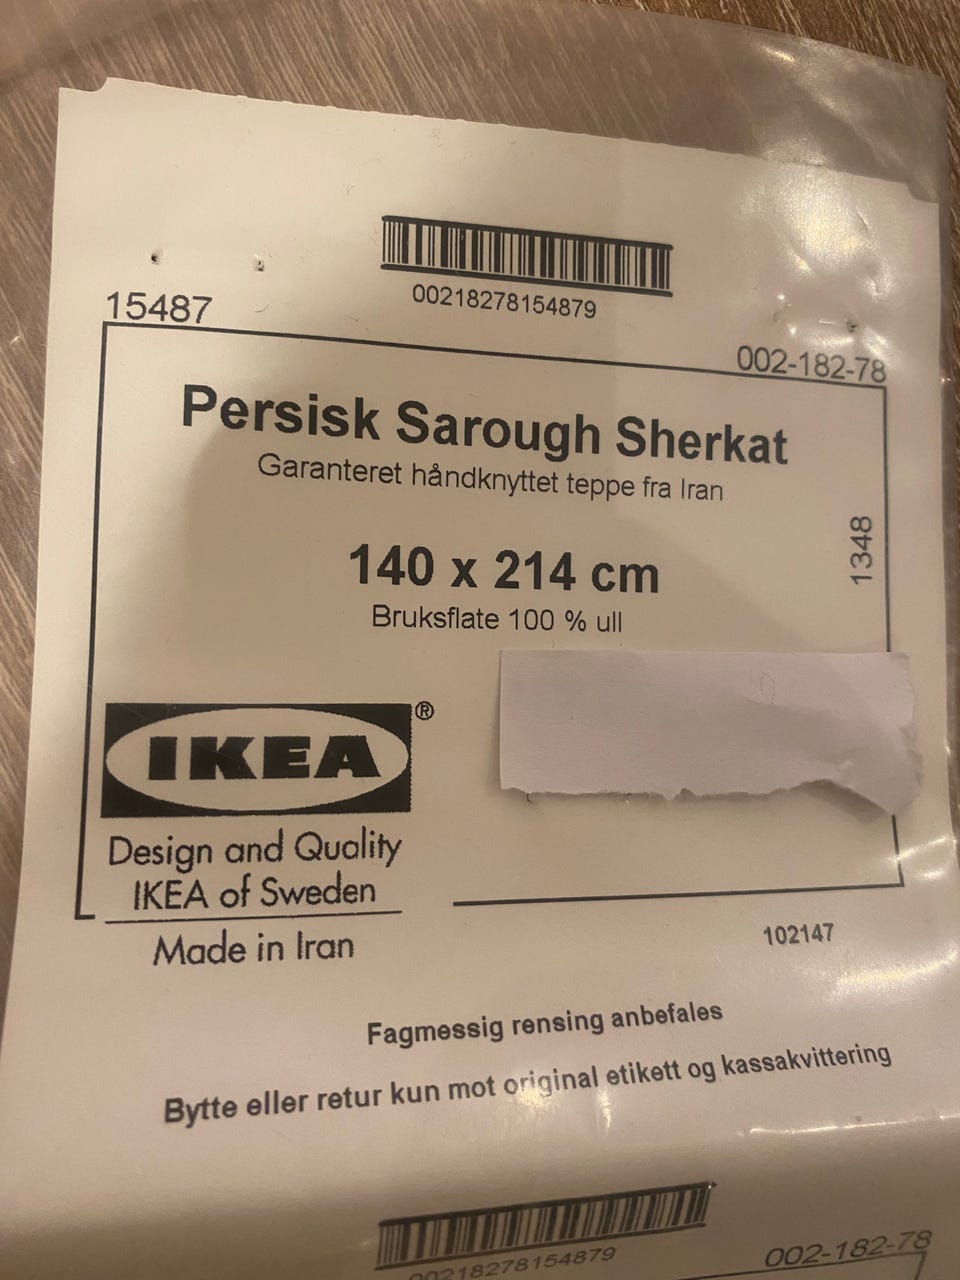 00218278154879
15487
002-182-78
Persisk Sarough Sherkat
Garanteret håndknyttet teppe fra Iran
140 x 214 cm
Bruksflate 100 % ull
1348
IKEA®
Design and Quality
IKEA of Sweden
Made in Iran
102147
Fagmessig rensing anbefales
Bytte eller retur kun mot original etikett og kassakvittering
00218278154879
002-182-78